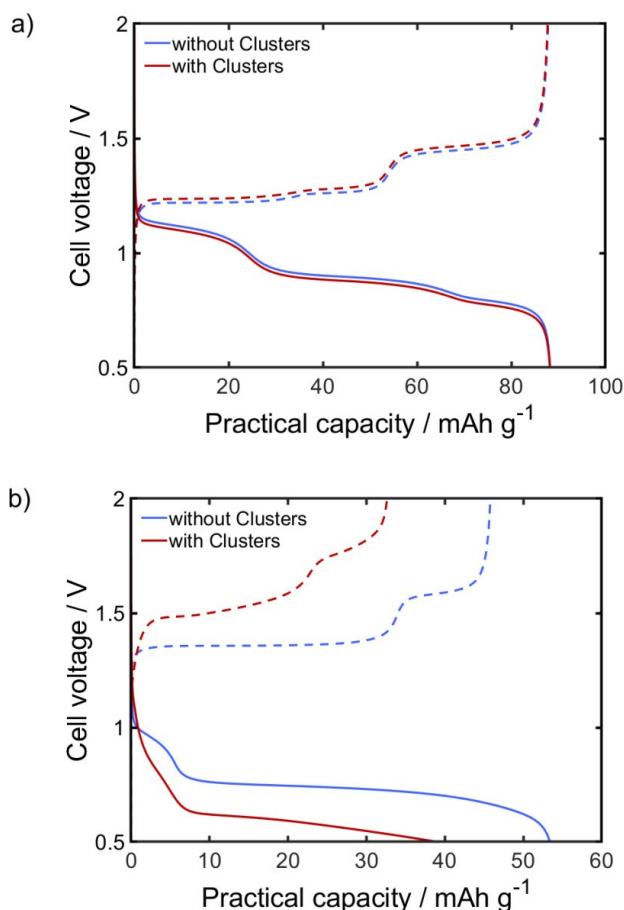 a)
2
1.5
1
0.5
Cell voltage / V
without Clusters
with Clusters
0 20 40 60 80 100
Practical capacity / mAh g⁻¹
b)
2
1.5
1
0.5
Cell voltage / V
without Clusters
with Clusters
0 10 20 30 40 50 60
Practical capacity / mAh g⁻¹